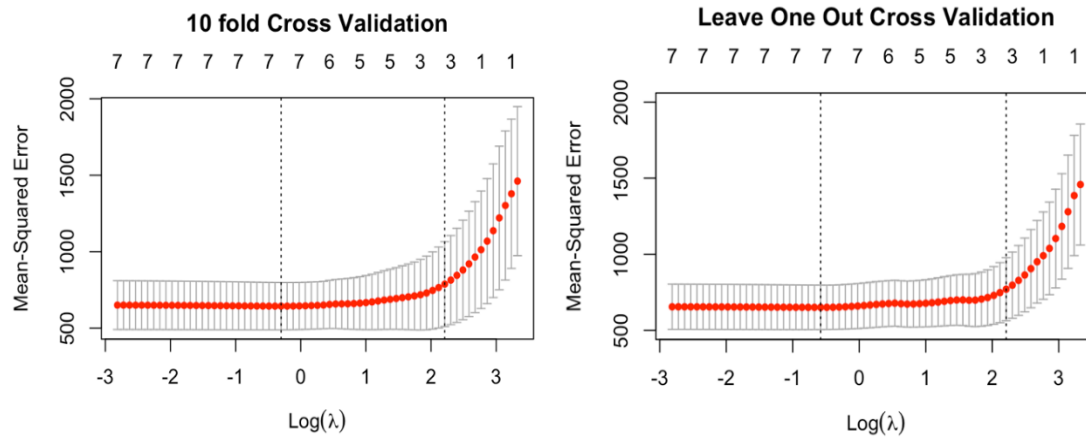 10 fold Cross Validation
7 7 7 7 7 7 7 6 5 5 3 3 1 1
Mean-Squared Error
2000
1500
1000
500
-3 -2 -1 0 1 2 3
Log(λ)
Leave One Out Cross Validation
7 7 7 7 7 7 7 6 5 5 3 3 1 1
Mean-Squared Error
2000
1500
1000
500
-3 -2 -1 0 1 2 3
Log(λ)